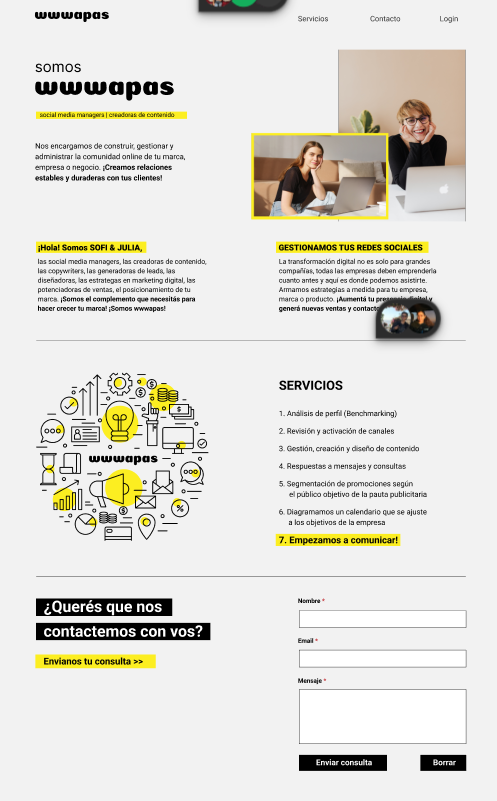 wwwapas
Servicios
Contacto
Login
somos
wwwapas
social media managers | creadoras de contenido
Nos encargamos de construir, gestionar y
administrar la comunidad online de tu marca,
empresa o negocio. ¡Creamos relaciones
estables y duraderas con tus clientes!
¡Hola! Somos SOFI & JULIA,
las social media managers, las creadoras de contenido,
las copywriters, las generadoras de leads, las
diseñadoras, las estrategas en marketing digital, las
potenciadoras de ventas, el posicionamiento de tu
marca. ¡Somos el complemento que necesitás para
hacer crecer tu marca! ¡Somos wwwapas!
GESTIONAMOS TUS REDES SOCIALES
La transformación digital no es solo para grandes
compañías, todas las empresas deben emprenderla
cuanto antes y aquí es donde podemos asistirte.
Armamos estrategias a medida para tu empresa,
marca o producto. ¡Aumentá tu presencia digital y
generá nuevas ventas y
wwwapas
SERVICIOS
1. Análisis de perfil (Benchmarking)
2. Revisión y activación de canales
3. Gestión, creación y diseño de contenido
4. Respuestas a mensajes y consultas
5. Segmentación de promociones según
el público objetivo de la pauta publicitaria
6. Diagramamos un calendario que se ajuste
a los objetivos de la empresa
7. Empezamos a comunicar!
¿Querés que nos
contactemos con vos?
Envianos tu consulta >>
Nombre *
Email *
Mensaje *
Enviar consulta
Borrar